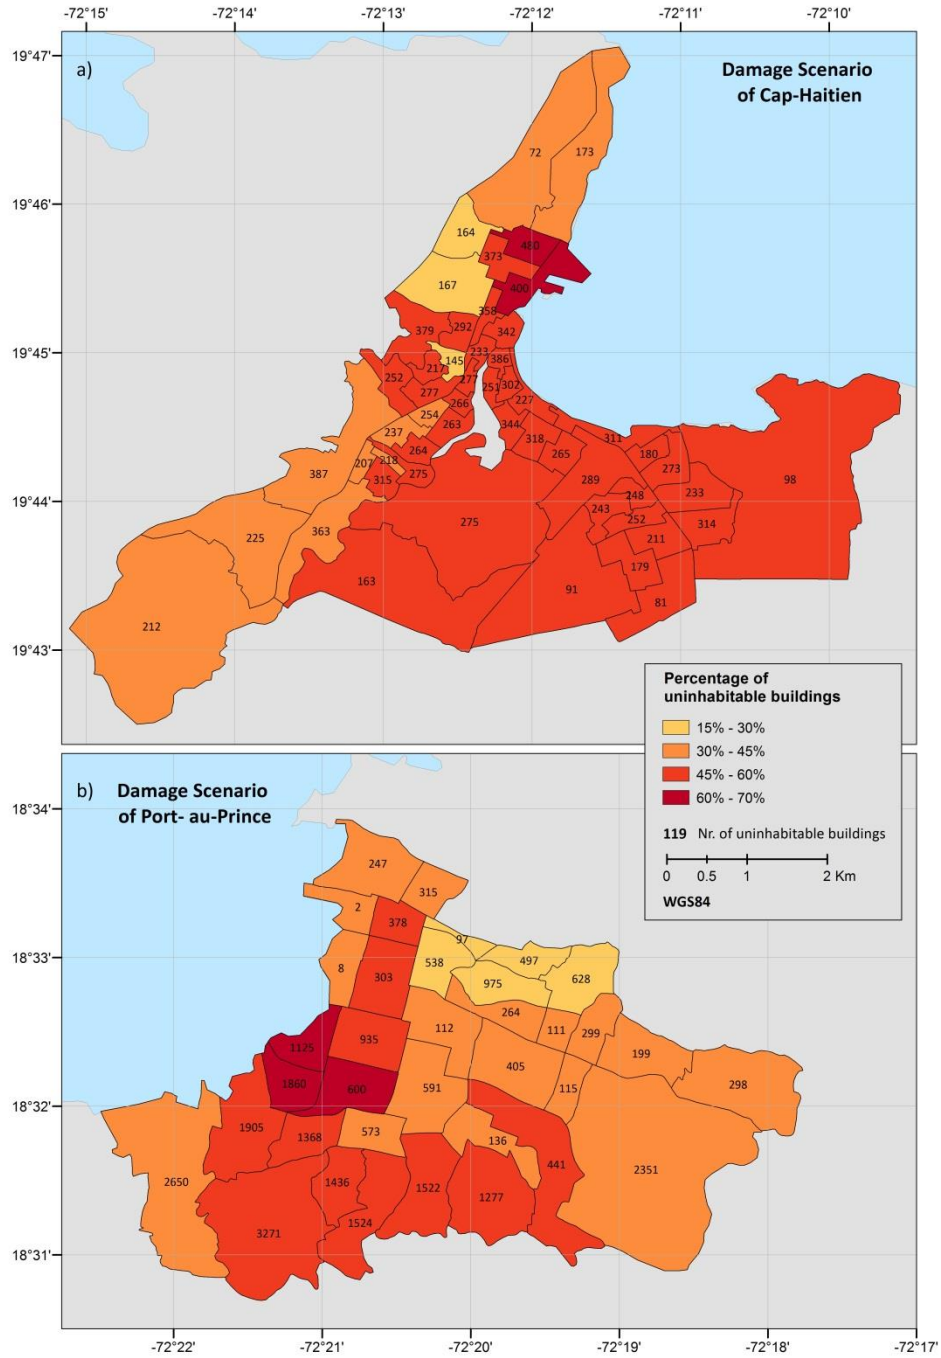 -72°15' -72°14' -72°13' -72°12' -72°11' -72°10'
19°47'
a)
Damage Scenario
of Cap-Haitien
72 173
19°46'
164
480
373
167
400
358
379 292 342
19°45'
233
145 386
217
252 277 251 302
277
266 227
254
263 344
237
318 311
264 265 180
207 218
387 275 273
315 289 98
19°44'
248 233
243
275 252 314
363
225 211
179
163
91
81
212
19°43'
Percentage of
uninhabitable buildings
15% - 30%
30% - 45%
45% - 60%
60% - 70%
119 Nr. of uninhabitable buildings
0 0.5 1 2 Km
WGS84
b)
Damage Scenario
of Port- au-Prince
18°34'
247
315
2
378
97
18°33'
538 497
8 303 975 628
264
112 111 299
935
1125 199
405
1860 600 591 115 298
18°32'
1905 1368 573
136
441 2351
2650 1436 1522
1277
1524
3271
18°31'
-72°22' -72°21' -72°20' -72°19' -72°18' -72°17'